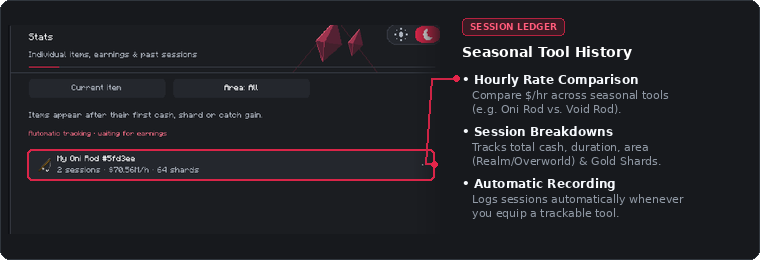 Stats
Individual items, earnings & past sessions
Current item
Area: All
Items appear after their first cash, shard or catch gain.
Automatic tracking · waiting for earnings
My Oni Rod #5fd3ee
2 sessions · $70.56M/h · 64 shards
SESSION LEDGER
Seasonal Tool History
• Hourly Rate Comparison
Compare $/hr across seasonal tools
(e.g. Oni Rod vs. Void Rod).
• Session Breakdowns
Tracks total cash, duration, area
(Realm/Overworld) & Gold Shards.
• Automatic Recording
Logs sessions automatically whenever
you equip a trackable tool.